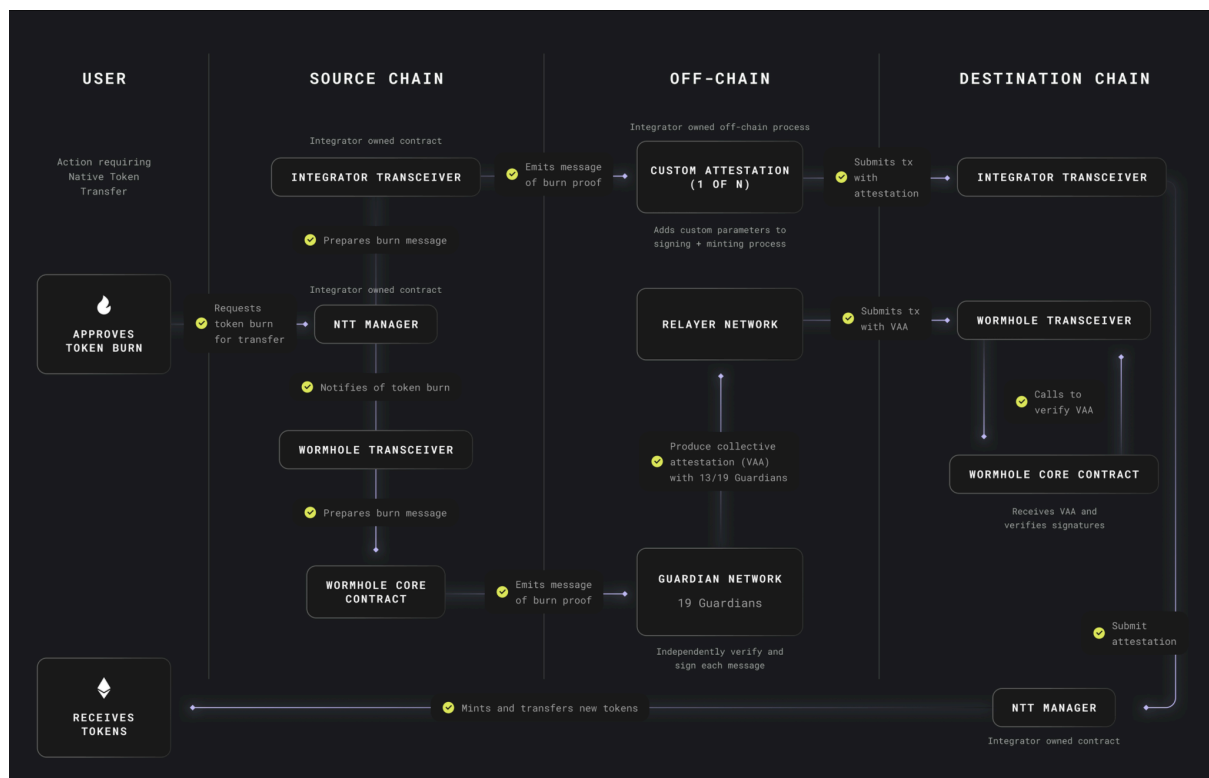 USER
SOURCE CHAIN
OFF-CHAIN
DESTINATION CHAIN
Action requiring
Native Token
Transfer
Integrator owned contract
INTEGRATOR TRANSCEIVER
Emits message
of burn proof
Integrator owned off-chain process
CUSTOM ATTESTATION
(1 OF N)
Adds custom parameters to
signing + minting process
Submits tx
with
attestation
INTEGRATOR TRANSCEIVER
Prepares burn message
APPROVES
TOKEN BURN
Requests
token burn
for transfer
Integrator owned contract
NTT MANAGER
RELAYER NETWORK
Submits tx
with VAA
WORMHOLE TRANSCEIVER
Notifies of token burn
Calls to
verify VAA
WORMHOLE TRANSCEIVER
Produce collective
attestation (VAA)
with 13/19 Guardians
WORMHOLE CORE CONTRACT
Receives VAA and
verifies signatures
Prepares burn message
WORMHOLE CORE
CONTRACT
Emits message
of burn proof
GUARDIAN NETWORK
19 Guardians
Independently verify and
sign each message
Submit
attestation
RECEIVES
TOKENS
Mints and transfers new tokens
NTT MANAGER
Integrator owned contract